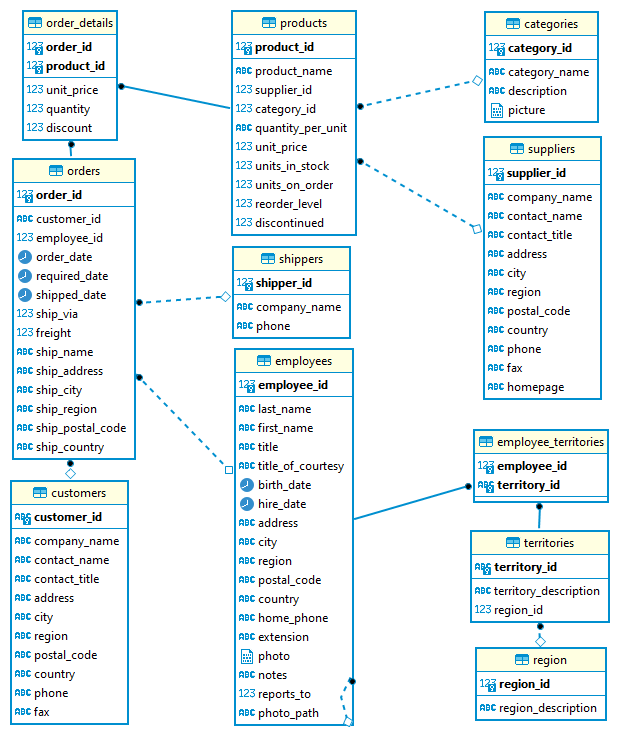 order_details
123 order_id
123 product_id
123 unit_price
123 quantity
123 discount
products
123 product_id
ABC product_name
123 supplier_id
123 category_id
ABC quantity_per_unit
123 unit_price
123 units_in_stock
123 units_on_order
123 reorder_level
123 discontinued
categories
123 category_id
ABC category_name
ABC description
picture
suppliers
123 supplier_id
ABC company_name
ABC contact_name
ABC contact_title
ABC address
ABC city
ABC region
ABC postal_code
ABC country
ABC phone
ABC fax
ABC homepage
orders
123 order_id
ABC customer_id
123 employee_id
order_date
required_date
shipped_date
123 ship_via
123 freight
ABC ship_name
ABC ship_address
ABC ship_city
ABC ship_region
ABC ship_postal_code
ABC ship_country
shippers
123 shipper_id
ABC company_name
ABC phone
employees
123 employee_id
ABC last_name
ABC first_name
ABC title
ABC title_of_courtesy
birth_date
hire_date
ABC address
ABC city
ABC region
ABC postal_code
ABC country
ABC home_phone
ABC extension
photo
ABC notes
123 reports_to
ABC photo_path
employee_territories
123 employee_id
ABC territory_id
customers
ABC customer_id
ABC company_name
ABC contact_name
ABC contact_title
ABC address
ABC city
ABC region
ABC postal_code
ABC country
ABC phone
ABC fax
territories
ABC territory_id
ABC territory_description
123 region_id
region
123 region_id
ABC region_description